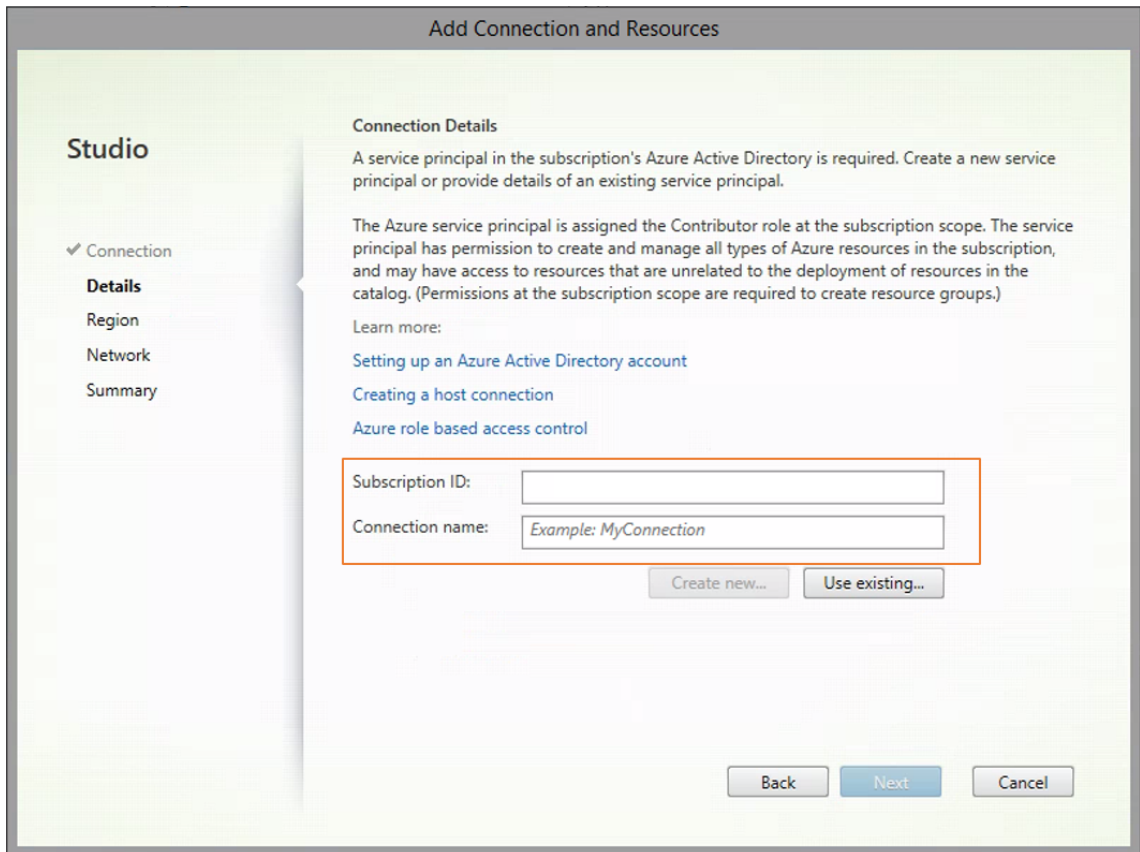 Add Connection and Resources
Studio
✔ Connection
Details
Region
Network
Summary
Connection Details
A service principal in the subscription's Azure Active Directory is required. Create a new service
principal or provide details of an existing service principal.
The Azure service principal is assigned the Contributor role at the subscription scope. The service
principal has permission to create and manage all types of Azure resources in the subscription,
and may have access to resources that are unrelated to the deployment of resources in the
catalog. (Permissions at the subscription scope are required to create resource groups.)
Learn more:
Setting up an Azure Active Directory account
Creating a host connection
Azure role based access control
Subscription ID:
Connection name: Example: MyConnection
Create new... Use existing...
Back Next Cancel